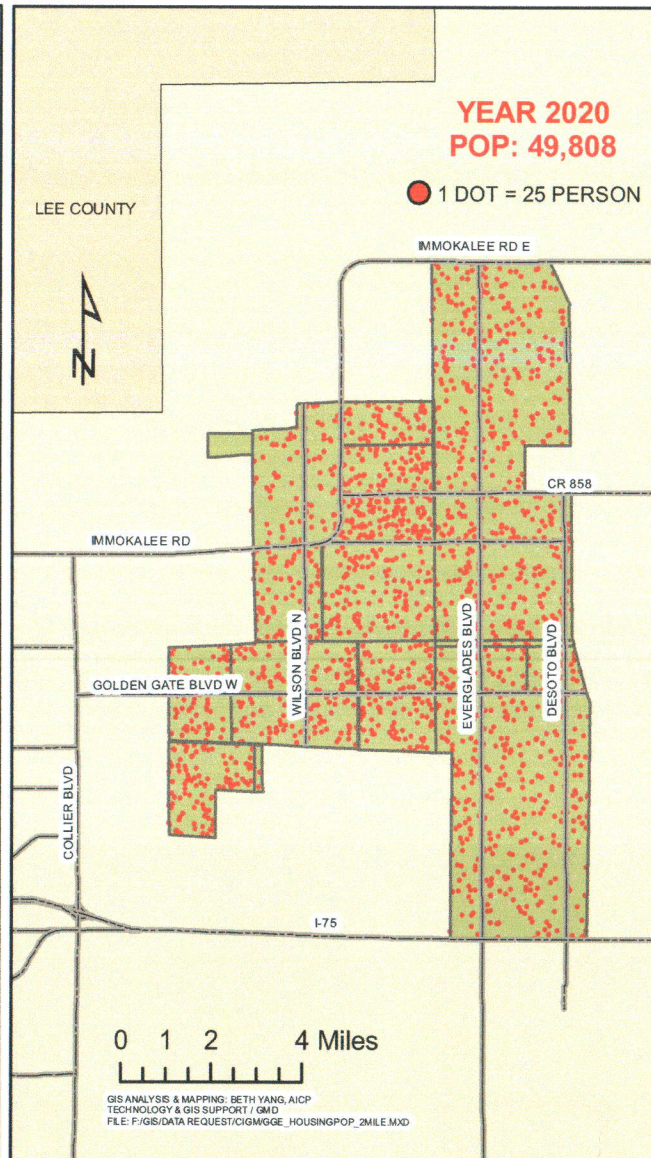 YEAR 2020
POP: 49,808
1 DOT = 25 PERSON
LEE COUNTY
N
IMMOKALEE RD E
CR 858
IMMOKALEE RD
WILSON BLVD N
EVERGLADES BLVD
DESOTO BLVD
GOLDEN GATE BLVD W
COLLIER BLVD
I-75
0 1 2 4 Miles
GIS ANALYSIS & MAPPING: BETH YANG, AICP
TECHNOLOGY & GIS SUPPORT / GMD
FILE: F:/GIS/DATA REQUEST/CIGM/GGE_HOUSINGPOP_2MILE.MXD